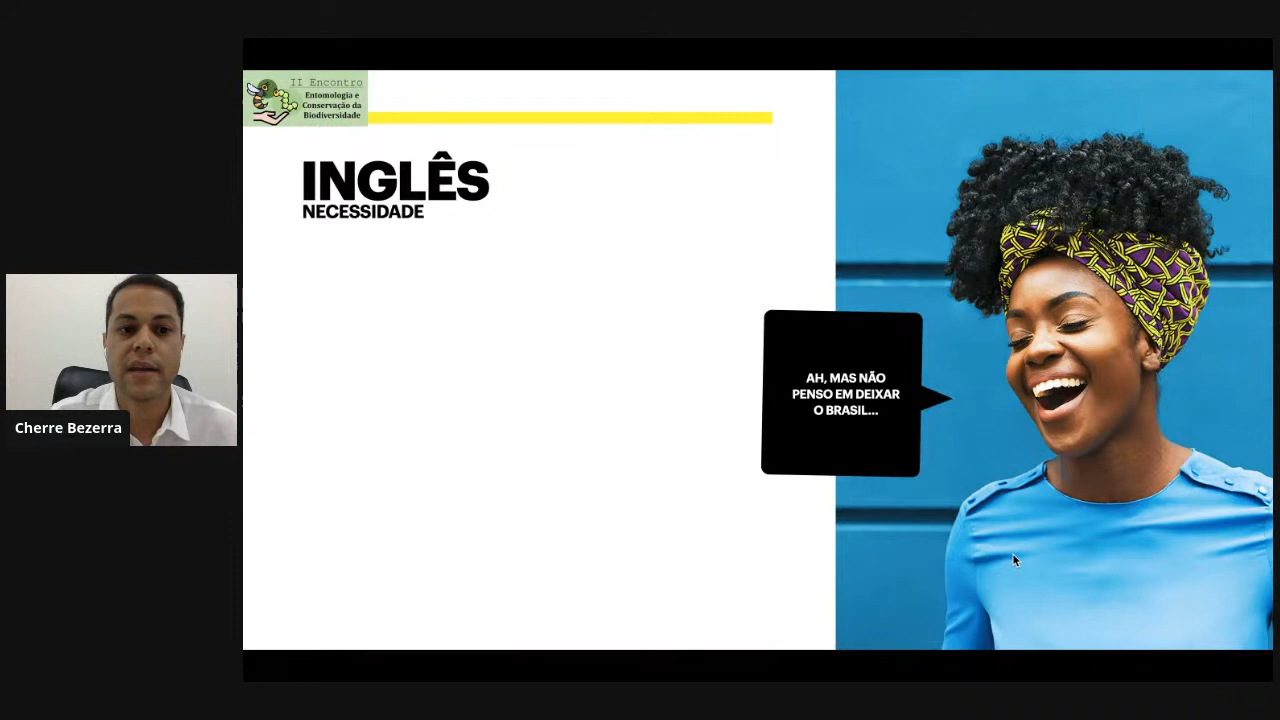 II Encontro
Entomologia e
Conservação da
Biodiversidade
INGLÊS
NECESSIDADE
AH, MAS NÃO
PENSO EM DEIXAR
O BRASIL...
Cherre Bezerra